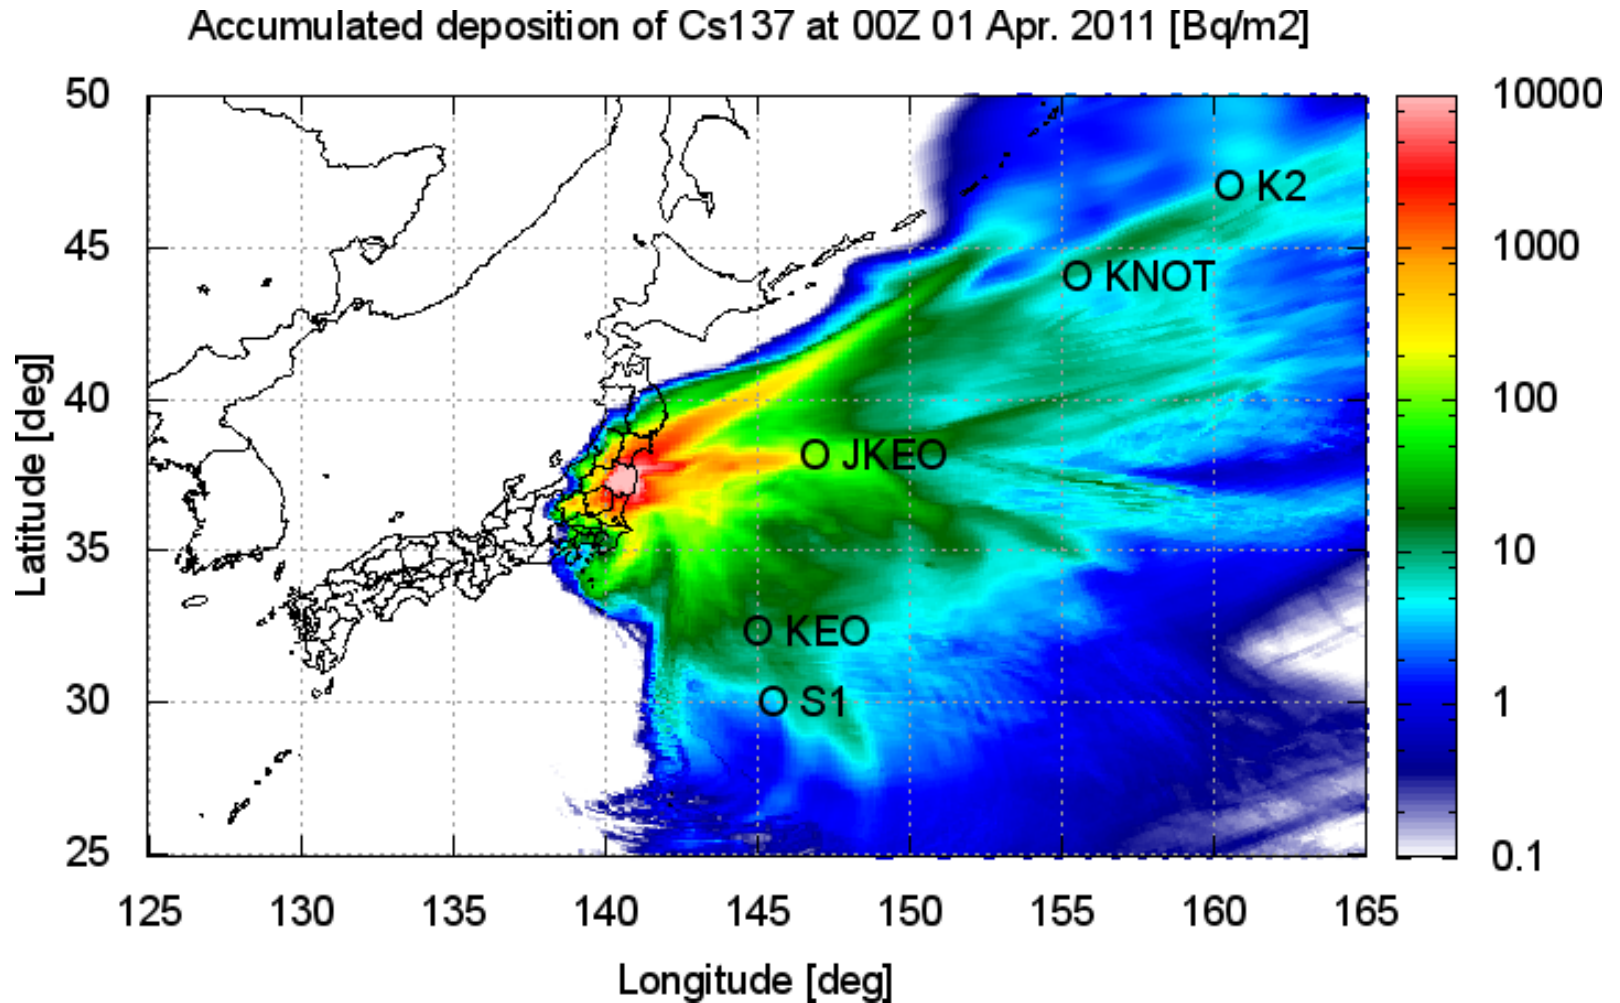 Accumulated deposition of Cs137 at 00Z 01 Apr. 2011 [Bq/m2]
50
45
40
35
30
25
Latitude [deg]
O K2
O KNOT
O JKEO
O KEO
O S1
10000
1000
100
10
1
0.1
125 130 135 140 145 150 155 160 165
Longitude [deg]